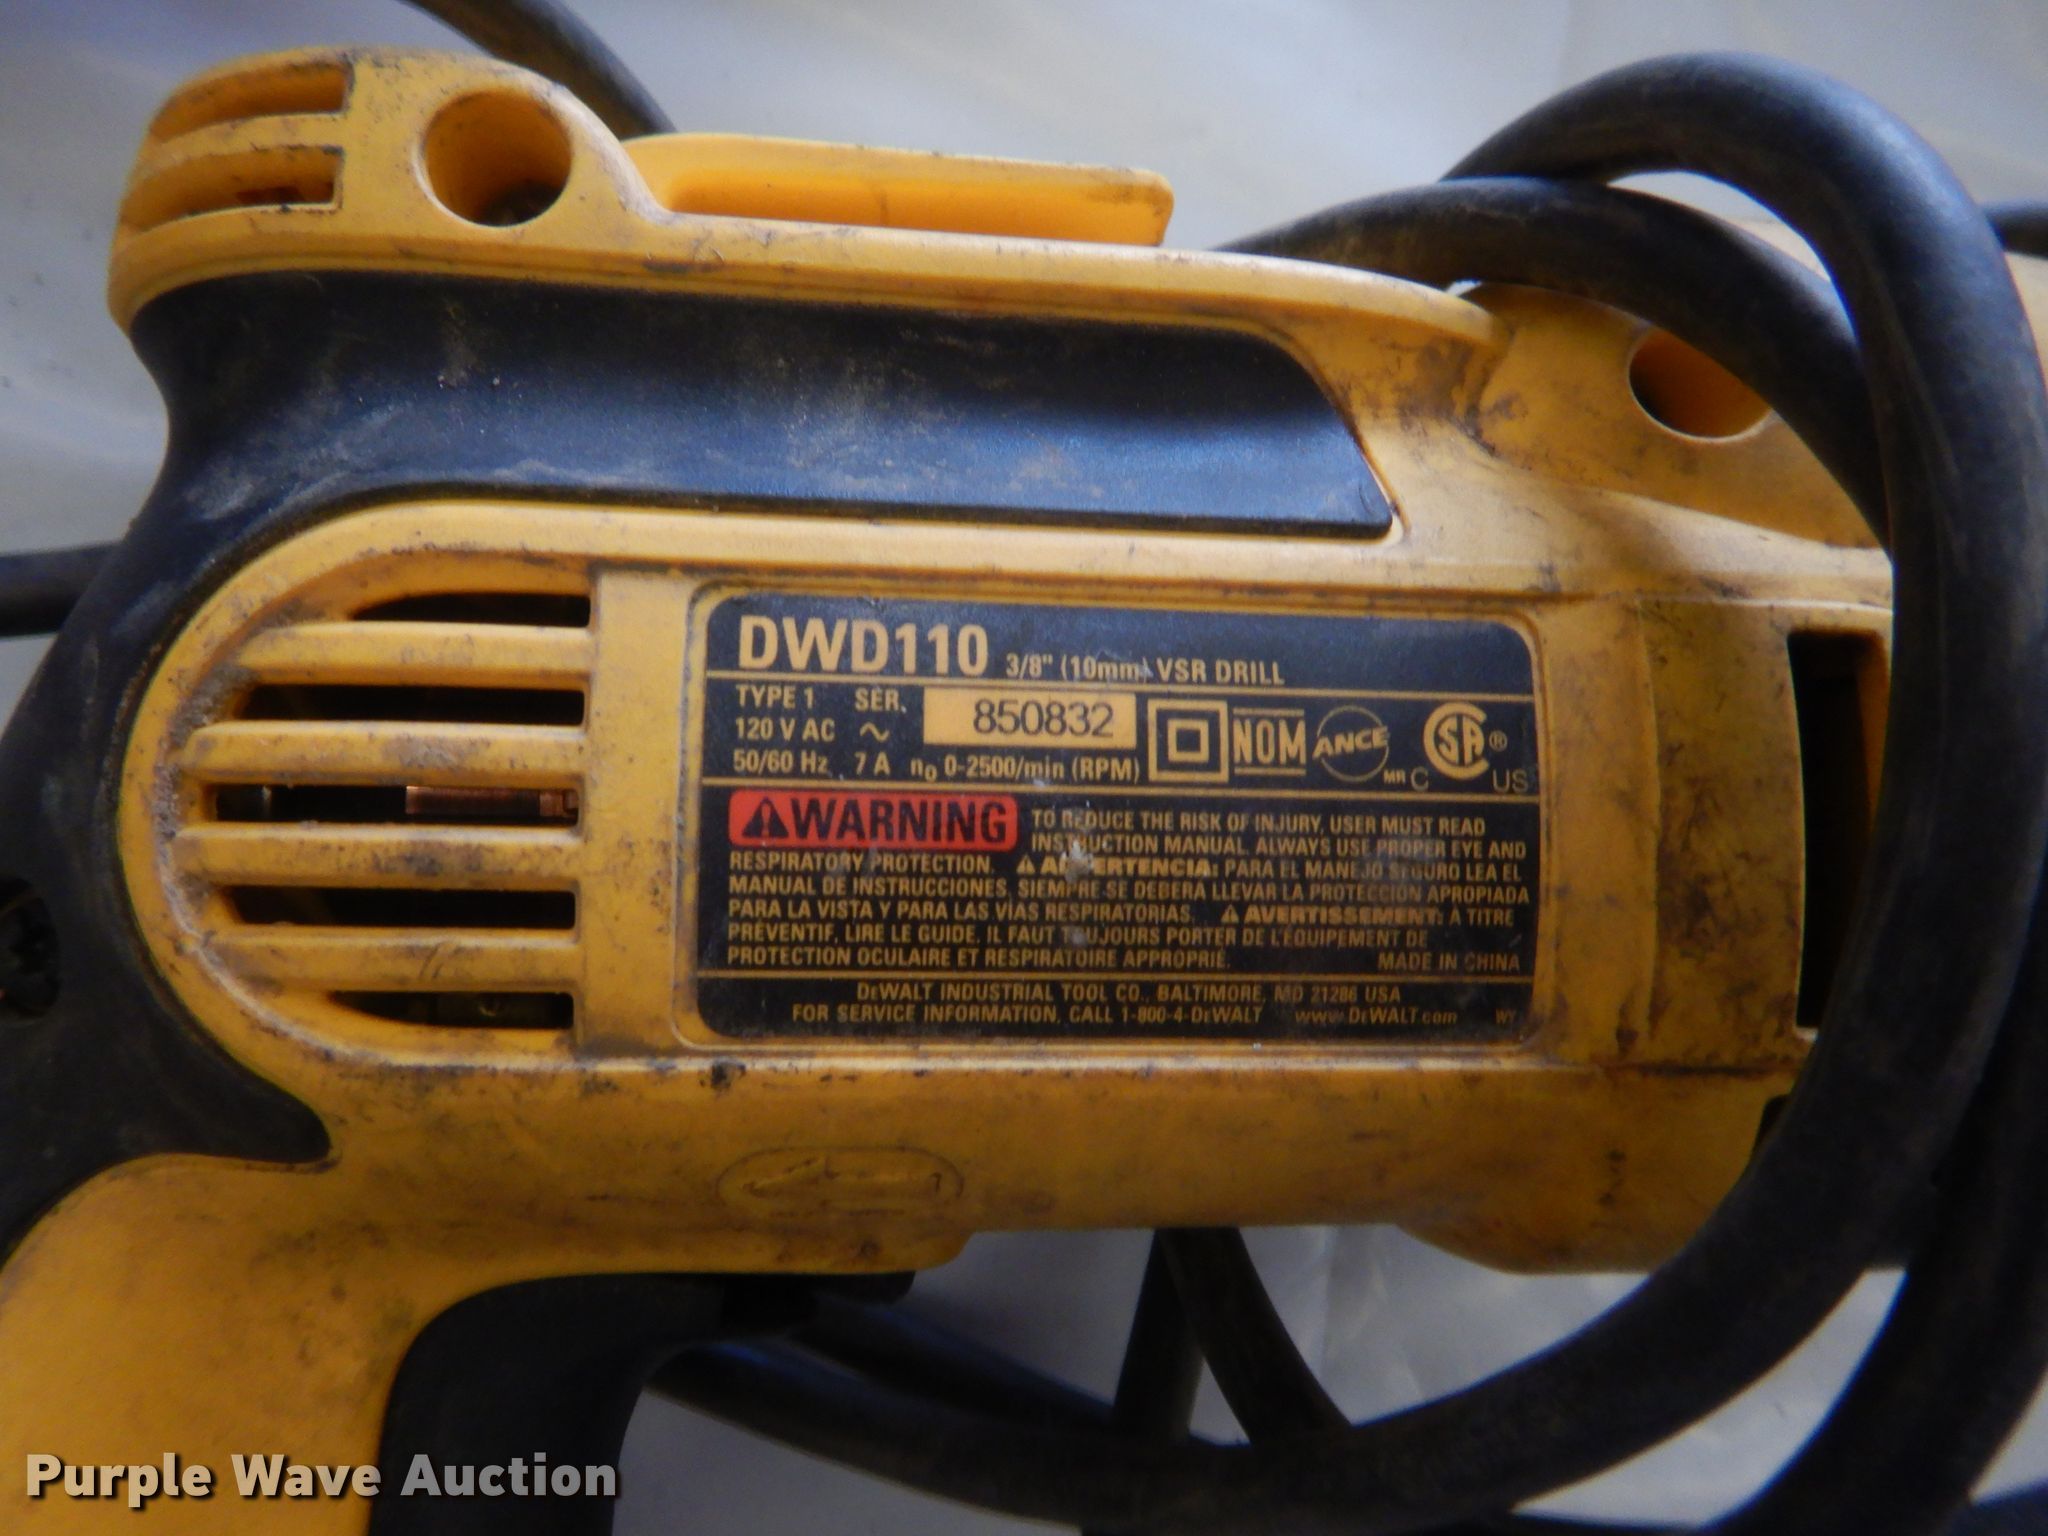 DWD110 3/8" (10mm) VSR DRILL
TYPE 1 SER. 850832
120 V AC ~
50/60 Hz 7 A n₀ 0-2500/min (RPM)
NOM ANCE MR C SA ® US
⚠WARNING TO REDUCE THE RISK OF INJURY, USER MUST READ
INSTRUCTION MANUAL. ALWAYS USE PROPER EYE AND
RESPIRATORY PROTECTION. ⚠ ADVERTENCIA: PARA EL MANEJO SEGURO LEA EL
MANUAL DE INSTRUCCIONES, SIEMPRE SE DEBERÁ LLEVAR LA PROTECCIÓN APROPIADA
PARA LA VISTA Y PARA LAS VÍAS RESPIRATORIAS. ⚠ AVERTISSEMENT: À TITRE
PRÉVENTIF, LIRE LE GUIDE. IL FAUT TOUJOURS PORTER DE L'ÉQUIPEMENT DE
PROTECTION OCULAIRE ET RESPIRATOIRE APPROPRIÉ. MADE IN CHINA
DEWALT INDUSTRIAL TOOL CO., BALTIMORE, MD 21286 USA
FOR SERVICE INFORMATION, CALL 1-800-4-DEWALT www.DEWALT.com WY
Purple Wave Auction